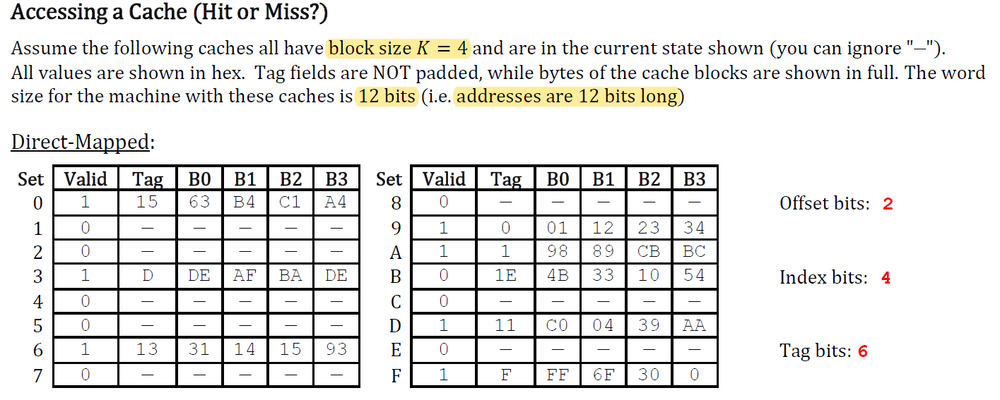 Accessing a Cache (Hit or Miss?)
Assume the following caches all have block size K = 4 and are in the current state shown (you can ignore "—").
All values are shown in hex. Tag fields are NOT padded, while bytes of the cache blocks are shown in full. The word
size for the machine with these caches is 12 bits (i.e. addresses are 12 bits long)
Direct-Mapped:
Set Valid Tag B0 B1 B2 B3 Set Valid Tag B0 B1 B2 B3
0 1 15 63 B4 C1 A4 8 0 — — — — — Offset bits: 2
1 0 — — — — — 9 1 0 01 12 23 34
2 0 — — — — — A 1 1 98 89 CB BC
3 1 D DE AF BA DE B 0 1E 4B 33 10 54 Index bits: 4
4 0 — — — — — C 0 — — — — —
5 0 — — — — — D 1 11 C0 04 39 AA
6 1 13 31 14 15 93 E 0 — — — — — Tag bits: 6
7 0 — — — — — F 1 F FF 6F 30 0